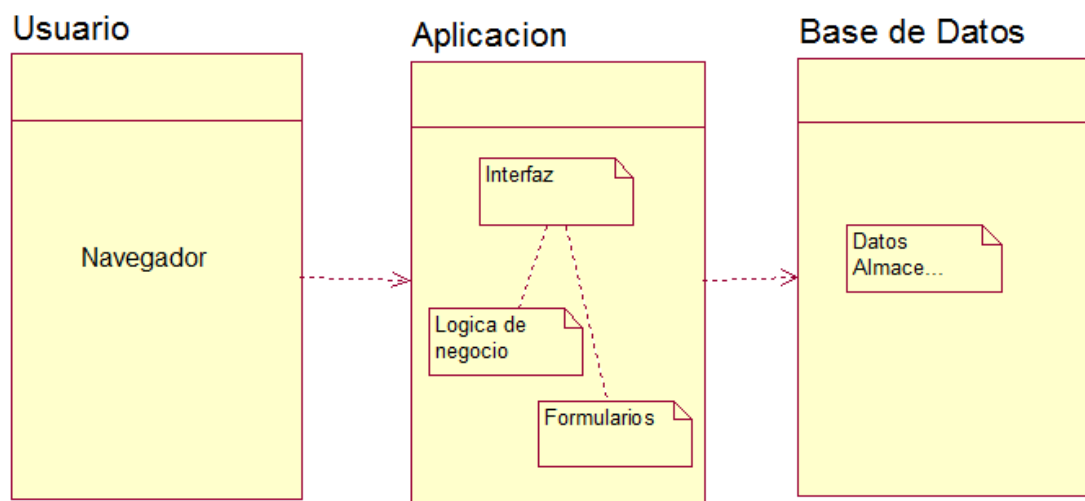 Usuario
Aplicacion
Base de Datos
Navegador
Interfaz
Logica de
negocio
Formularios
Datos
Almace...